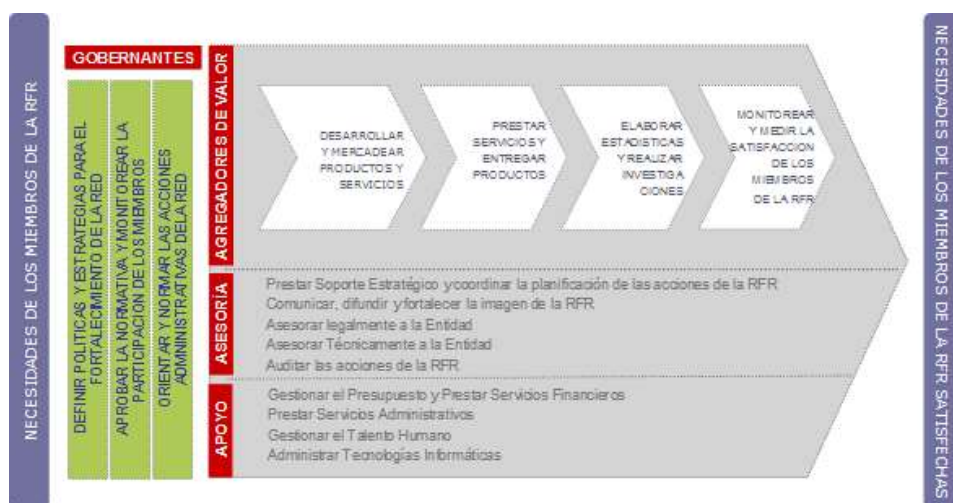 NECESIDADES DE LOS MIEMBROS DE LA RFR
GOBERNANTES
DEFINIR POLITICAS Y ESTRATEGIAS PARA EL
FORTALECIMIENTO DE LA RED
APROBAR LA NORMATIVA Y MONITOREAR LA
PARTICIPACION DE LOS MIEMBROS
ORIENTAR Y NORMAR LAS ACCIONES
ADMININISTRATIVAS DELA RED
AGREGADORES DE VALOR
DESARROLLAR
Y MERCADEAR
PRODUCTOS Y
SERVICIOS
PRESTAR
SERVICIOS Y
ENTREGAR
PRODUCTOS
ELABORAR
ESTADISTICAS
Y REALIZAR
INVESTIGA
CIONES
MONITOREAR
Y MEDIR LA
SATISFACCION
DE LOS
MIEMBROS
DE LA RFR
ASESORÍA
Prestar Soporte Estratégico y coordinar la planificación de las acciones de la RFR
Comunicar, difundir y fortalecer la imagen de la RFR
Asesorar legalmente a la Entidad
Asesorar Técnicamente a la Entidad
Auditar las acciones de la RFR
APOYO
Gestionar el Presupuesto y Prestar Servicios Financieros
Prestar Servicios Administrativos
Gestionar el Talento Humano
Administrar Tecnologías Informáticas
NECESIDADES DE LOS MIEMBROS DE LA RFR SATISFECHAS